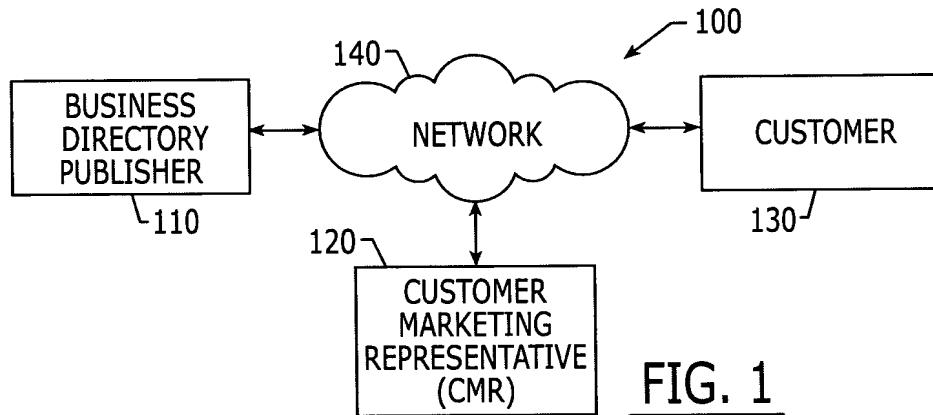 100
140
BUSINESS
DIRECTORY
PUBLISHER
NETWORK
CUSTOMER
110
130
120
CUSTOMER
MARKETING
REPRESENTATIVE
(CMR)
FIG. 1